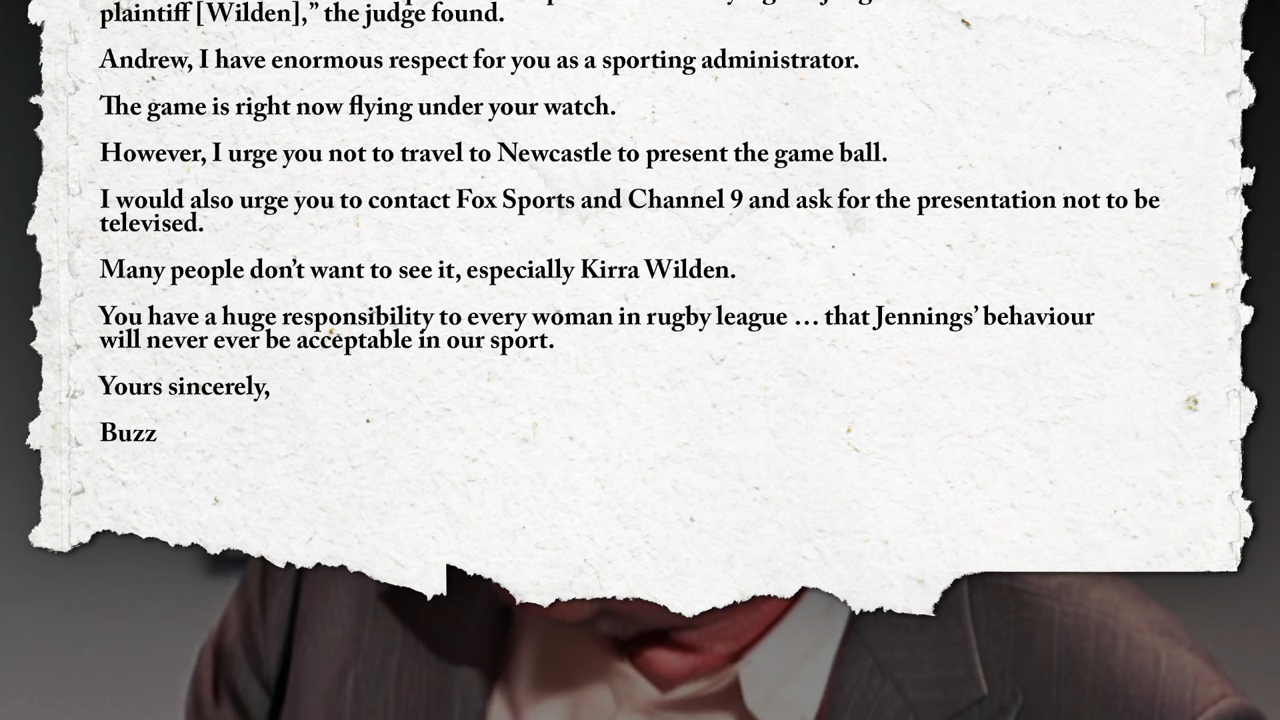 plaintiff [Wilden],” the judge found.
Andrew, I have enormous respect for you as a sporting administrator.
The game is right now flying under your watch.
However, I urge you not to travel to Newcastle to present the game ball.
I would also urge you to contact Fox Sports and Channel 9 and ask for the presentation not to be
televised.
Many people don’t want to see it, especially Kirra Wilden.
You have a huge responsibility to every woman in rugby league … that Jennings’ behaviour
will never ever be acceptable in our sport.
Yours sincerely,
Buzz